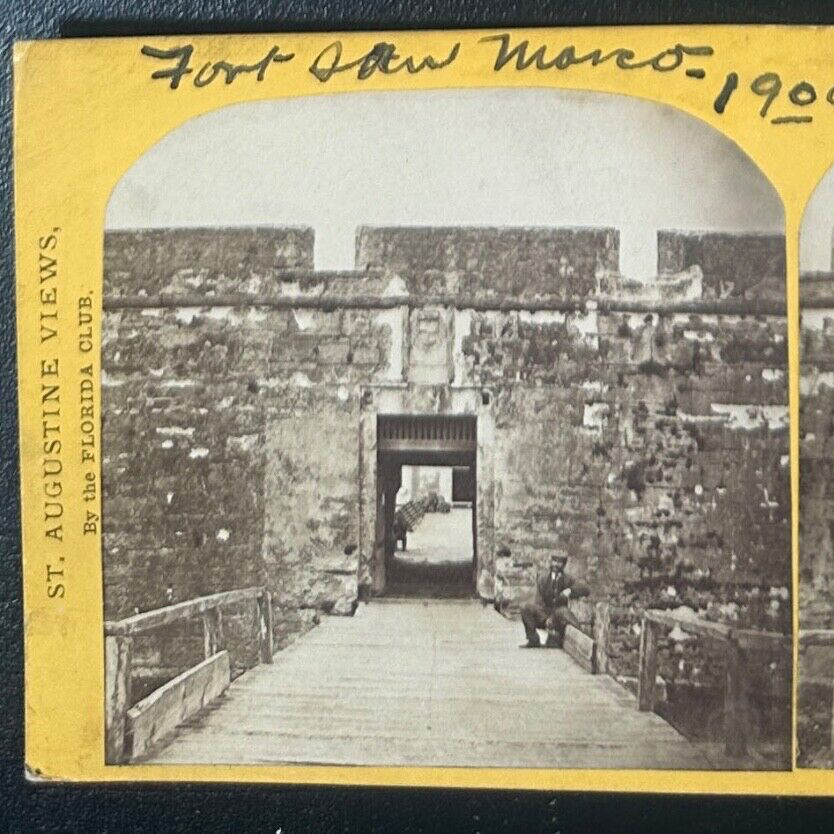 Fort San Marco - 1900
ST. AUGUSTINE VIEWS,
By the FLORIDA CLUB.